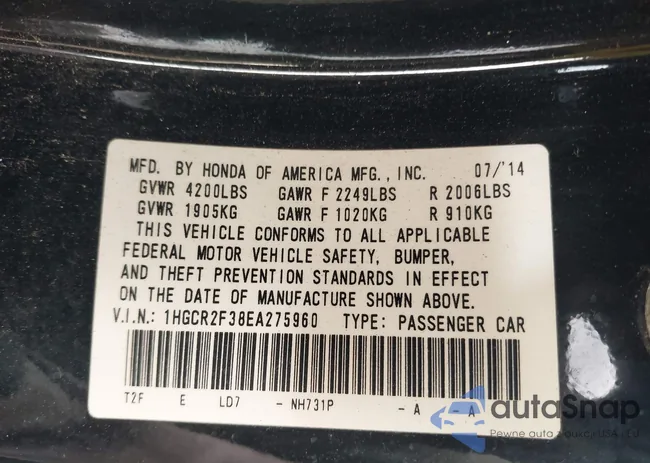 MFD. BY HONDA OF AMERICA MFG., INC. 07/'14
GVWR 4200LBS GAWR F 2249LBS R 2006LBS
GVWR 1905KG GAWR F 1020KG R 910KG
THIS VEHICLE CONFORMS TO ALL APPLICABLE
FEDERAL MOTOR VEHICLE SAFETY, BUMPER,
AND THEFT PREVENTION STANDARDS IN EFFECT
ON THE DATE OF MANUFACTURE SHOWN ABOVE.
V.I.N.: 1HGCR2F38EA275960 TYPE: PASSENGER CAR
T2F E LD7 - NH731P - A - A
autoSnap
Pewne auta